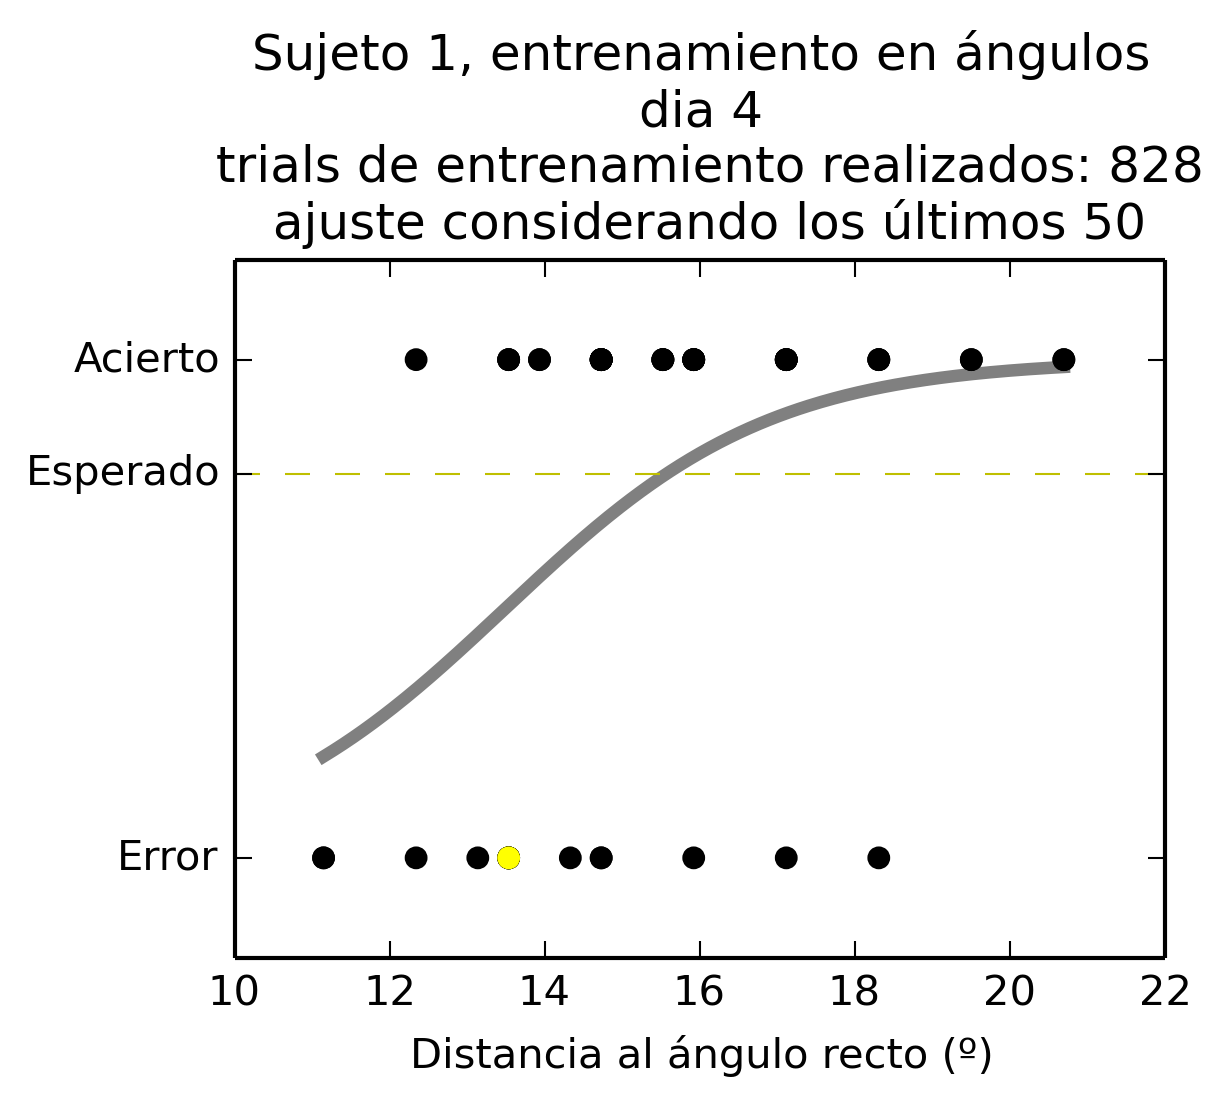 Sujeto 1, entrenamiento en ángulos
dia 4
trials de entrenamiento realizados: 828
ajuste considerando los últimos 50
Acierto
Esperado
Error
10 12 14 16 18 20 22
Distancia al ángulo recto (º)